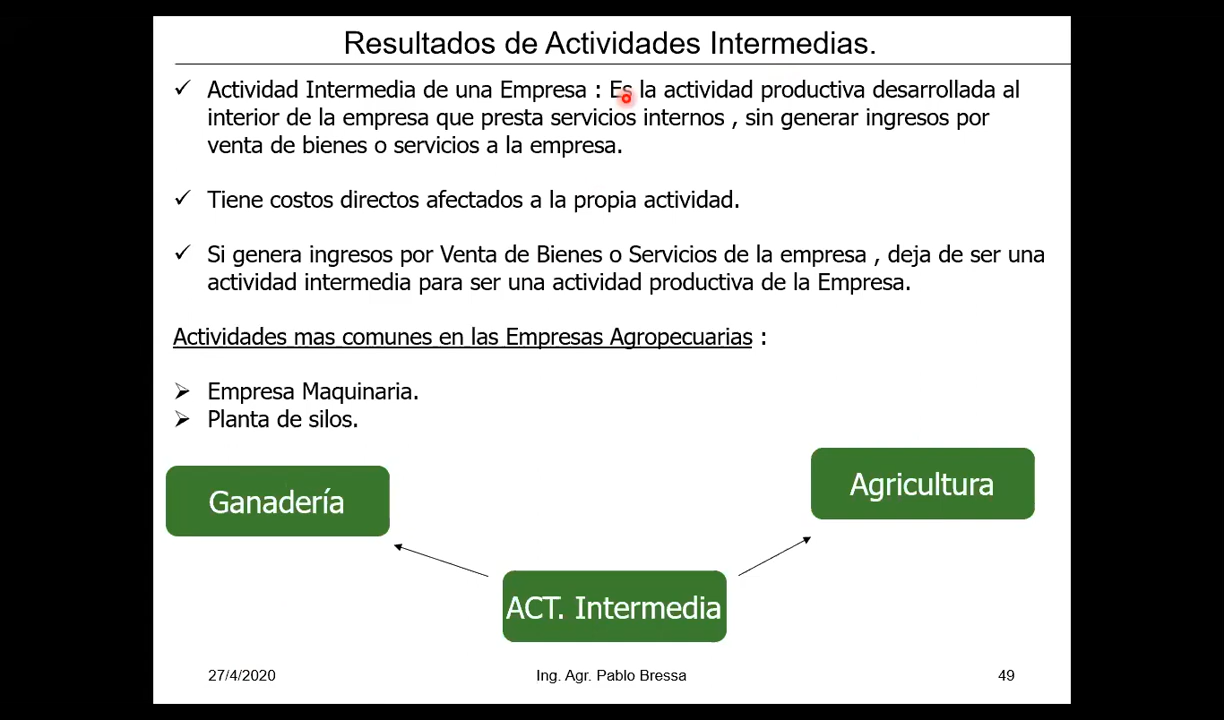 Resultados de Actividades Intermedias.
Actividad Intermedia de una Empresa : Es la actividad productiva desarrollada al
interior de la empresa que presta servicios internos , sin generar ingresos por
venta de bienes o servicios a la empresa.
Tiene costos directos afectados a la propia actividad.
Si genera ingresos por Venta de Bienes o Servicios de la empresa , deja de ser una
actividad intermedia para ser una actividad productiva de la Empresa.
Actividades mas comunes en las Empresas Agropecuarias :
Empresa Maquinaria.
Planta de silos.
Ganadería
Agricultura
ACT. Intermedia
27/4/2020
Ing. Agr. Pablo Bressa
49